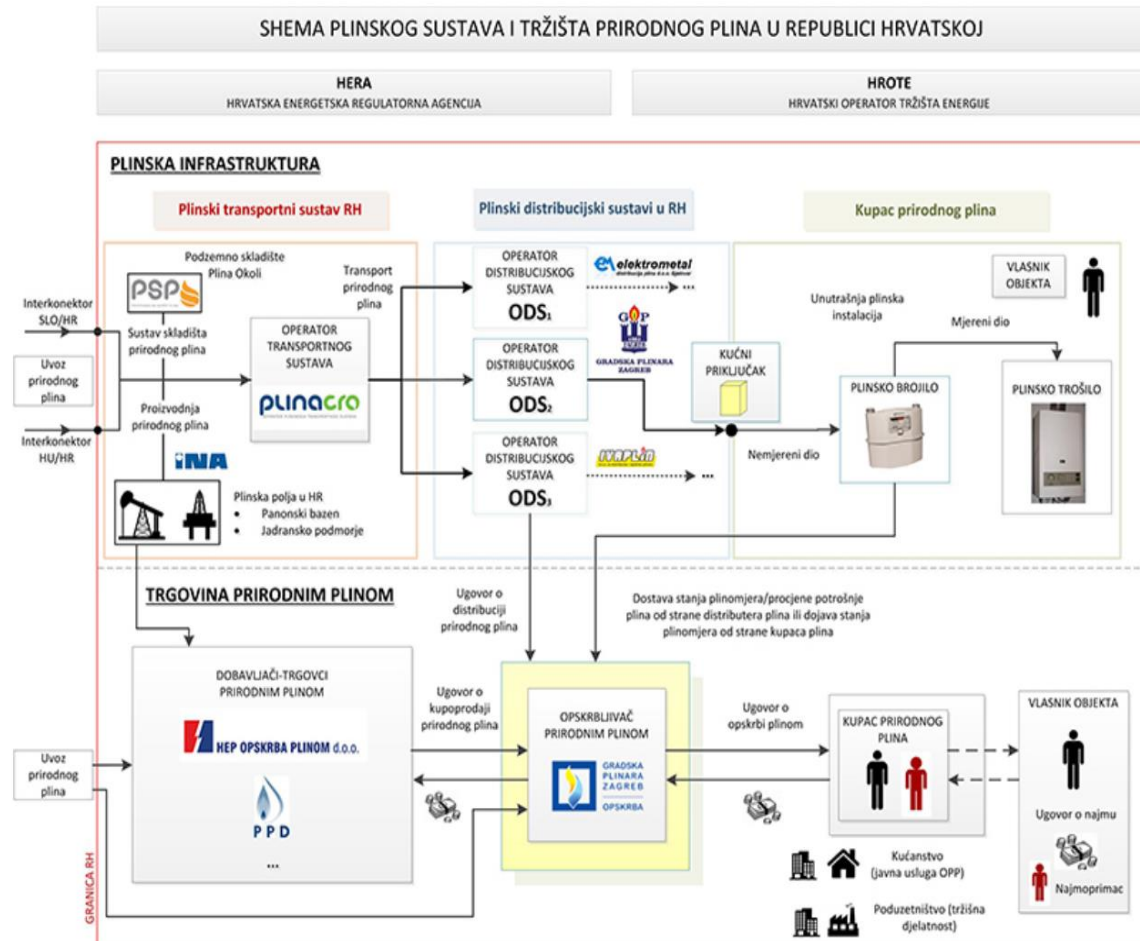 SHEMA PLINSKOG SUSTAVA I TRŽIŠTA PRIRODNOG PLINA U REPUBLICI HRVATSKOJ
HERA
HRVATSKA ENERGETSKA REGULATORNA AGENCIJA
HROTE
HRVATSKI OPERATOR TRŽIŠTA ENERGIJE
PLINSKA INFRASTRUKTURA
Plinski transportni sustav RH
Plinski distribucijski sustavi u RH
Kupac prirodnog plina
Podzemno skladište
Plina Okoli
PSP
Interkonektor
SLO/HR
Sustav skladišta
prirodnog plina
Uvoz
prirodnog
plina
Proizvodnja
prirodnog plina
Interkonektor
HU/HR
INA
Plinska polja u HR
• Panonski bazen
• Jadransko podmorje
Transport
prirodnog
plina
OPERATOR
TRANSPORTNOG
SUSTAVA
PLINACRO
OPERATOR
DISTRIBUCIJSKOG
SUSTAVA
ODS1
elektrometal
distribucija plina d.o.o. Bjelovar
...
OPERATOR
DISTRIBUCIJSKOG
SUSTAVA
ODS2
G P
GRADSKA PLINARA
ZAGREB
OPERATOR
DISTRIBUCIJSKOG
SUSTAVA
ODS3
IVAPLIN
...
KUĆNI
PRIKLJUČAK
Nemjereni dio
Unutrašnja plinska
instalacija
PLINSKO BROJILO
VLASNIK
OBJEKTA
Mjereni dio
PLINSKO TROŠILO
TRGOVINA PRIRODNIM PLINOM
Ugovor o
distribuciji
prirodnog plina
Dostava stanja plinomjera/procjene potrošnje
plina od strane distributera plina ili dojava stanja
plinomjera od strane kupaca plina
DOBAVLJAČI-TRGOVCI
PRIRODNIM PLINOM
HEP OPSKRBA PLINOM d.o.o.
PPD
...
Ugovor o
kupoprodaji
prirodnog plina
OPSKRBLJIVAČ
PRIRODNIM PLINOM
GRADSKA
PLINARA
ZAGREB
OPSKRBA
Ugovor o
opskrbi plinom
KUPAC PRIRODNOG
PLINA
VLASNIK OBJEKTA
Ugovor o najmu
Najmoprimac
Uvoz
prirodnog
plina
Kućanstvo
(javna usluga OPP)
Poduzetništvo (tržišna
djelatnost)
GRANICA RH